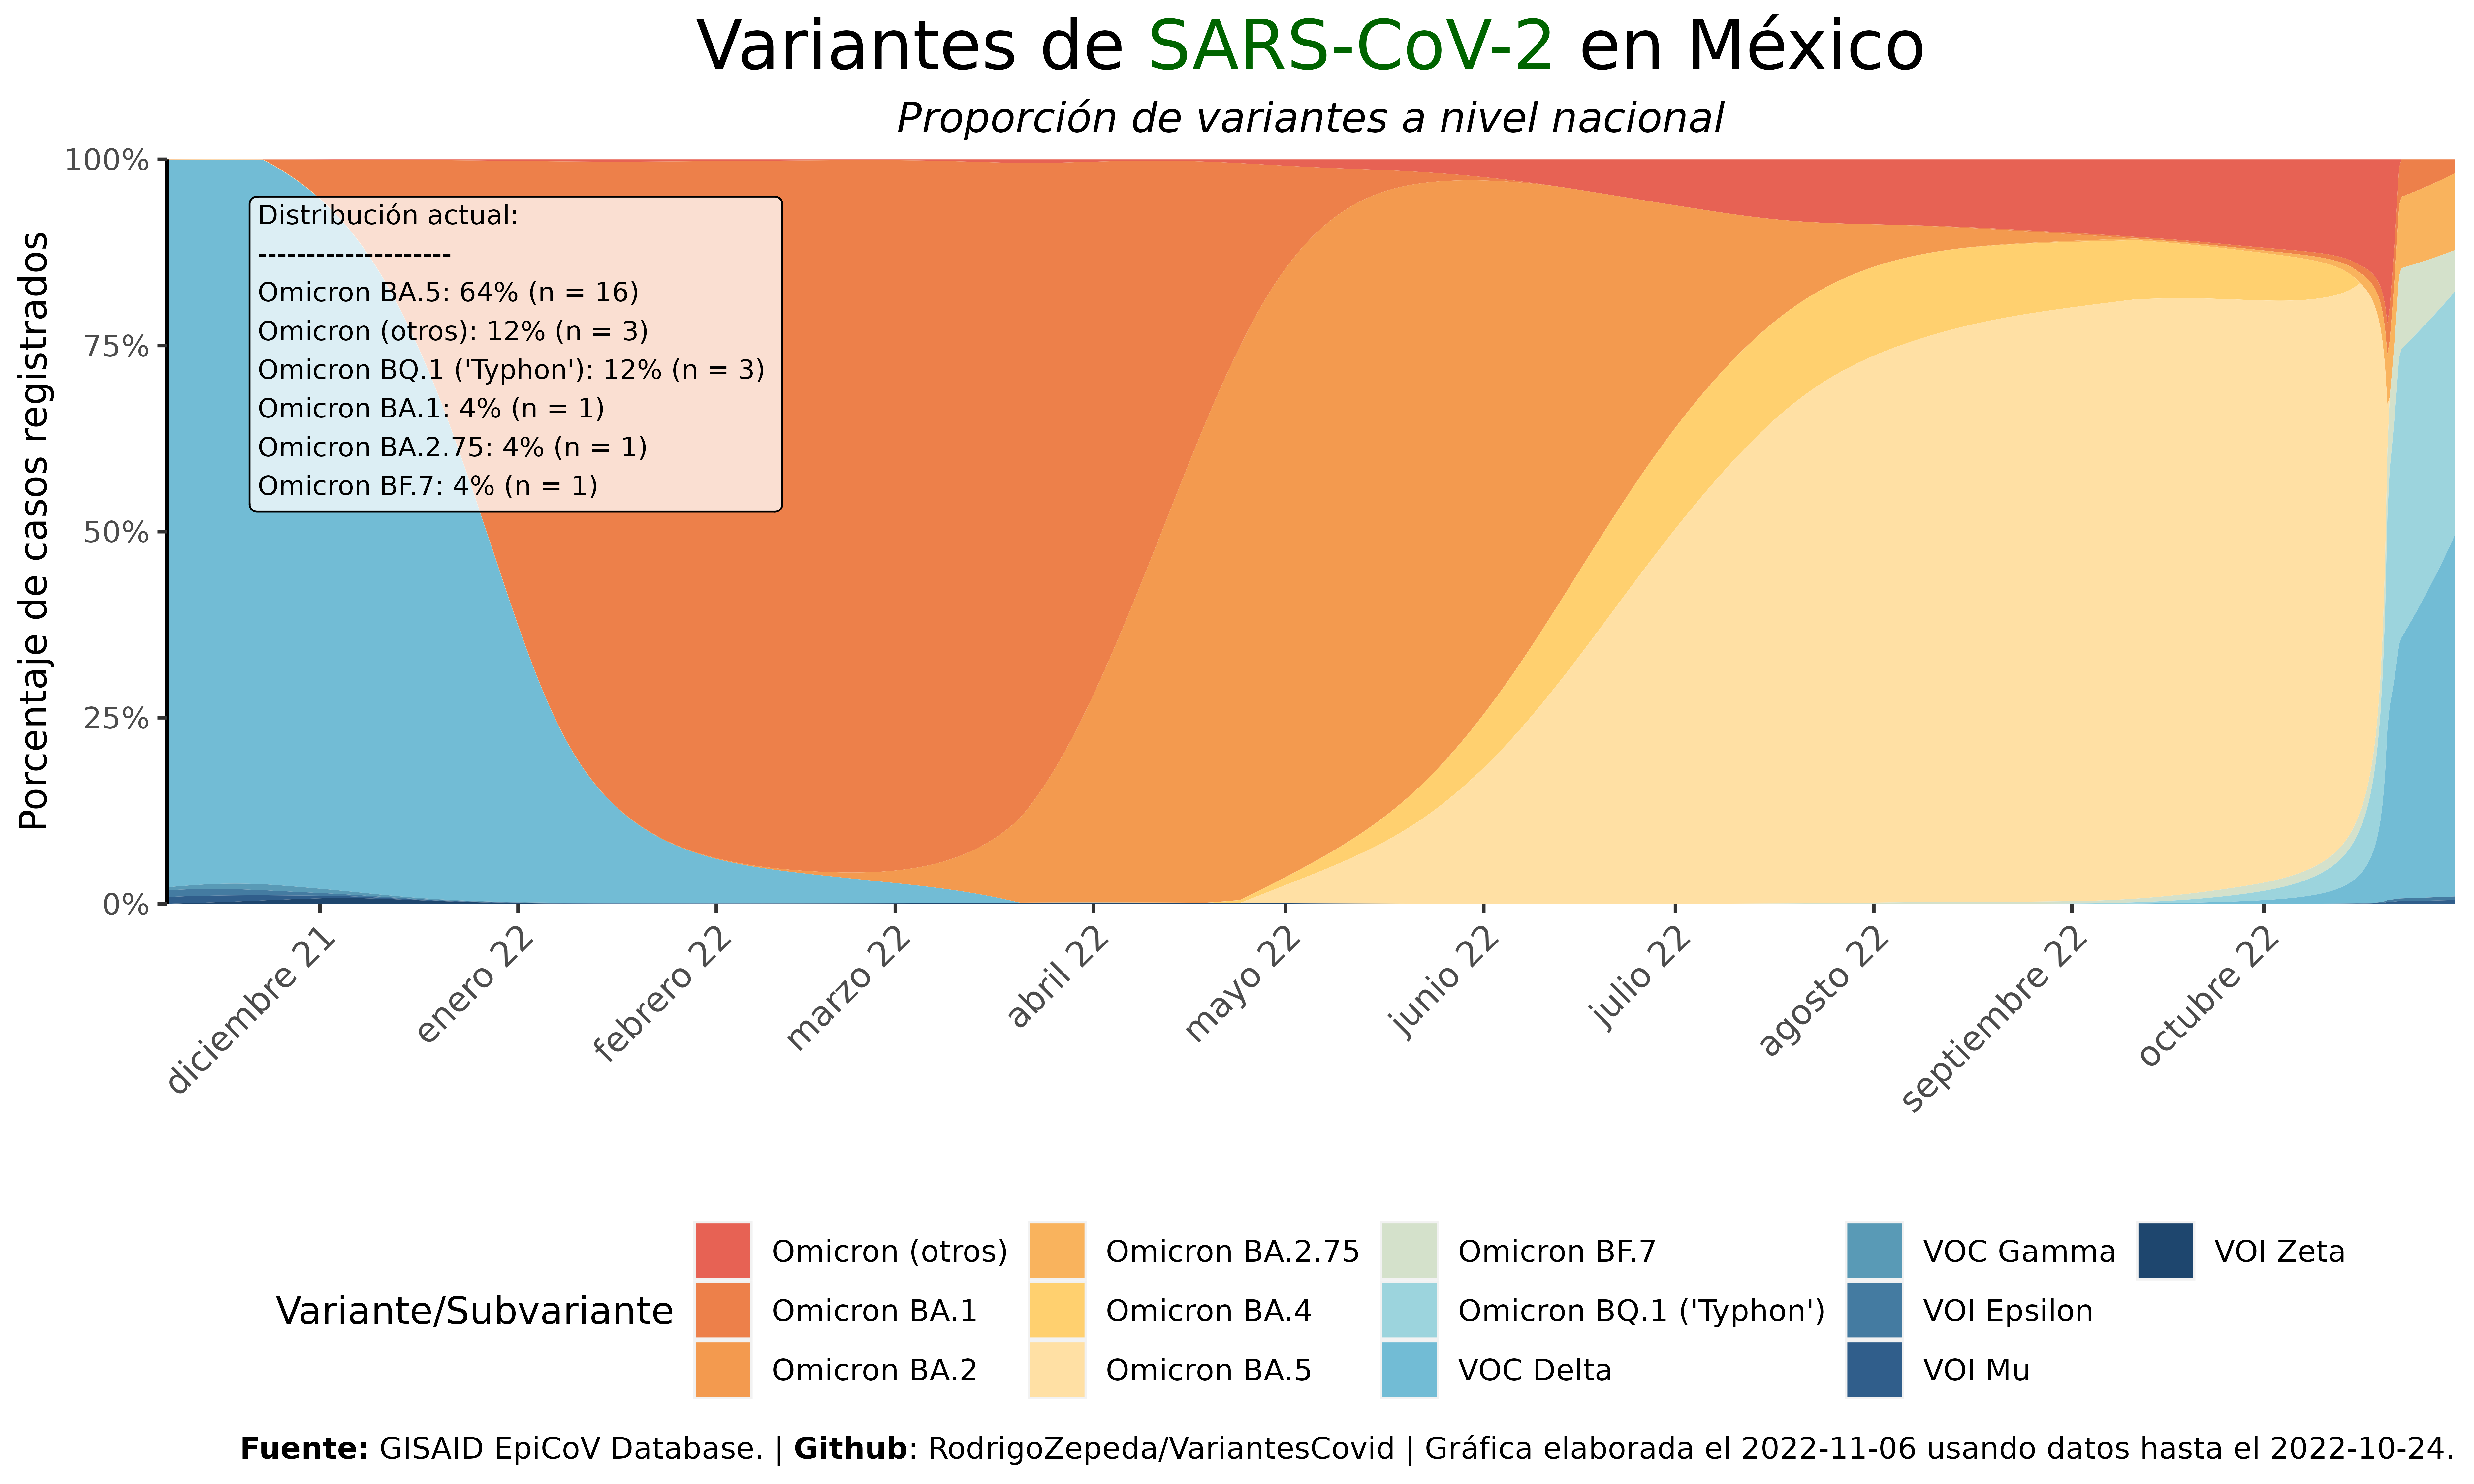 Variantes de SARS-CoV-2 en México
Proporción de variantes a nivel nacional
Porcentaje de casos registrados
100%
75%
50%
25%
0%
Distribución actual:
--------------------
Omicron BA.5: 64% (n = 16)
Omicron (otros): 12% (n = 3)
Omicron BQ.1 ('Typhon'): 12% (n = 3)
Omicron BA.1: 4% (n = 1)
Omicron BA.2.75: 4% (n = 1)
Omicron BF.7: 4% (n = 1)
diciembre 21
enero 22
febrero 22
marzo 22
abril 22
mayo 22
junio 22
julio 22
agosto 22
septiembre 22
octubre 22
Variante/Subvariante
Omicron (otros)
Omicron BA.1
Omicron BA.2
Omicron BA.2.75
Omicron BA.4
Omicron BA.5
Omicron BF.7
Omicron BQ.1 ('Typhon')
VOC Delta
VOC Gamma
VOI Epsilon
VOI Mu
VOI Zeta
Fuente: GISAID EpiCoV Database. | Github: RodrigoZepeda/VariantesCovid | Gráfica elaborada el 2022-11-06 usando datos hasta el 2022-10-24.